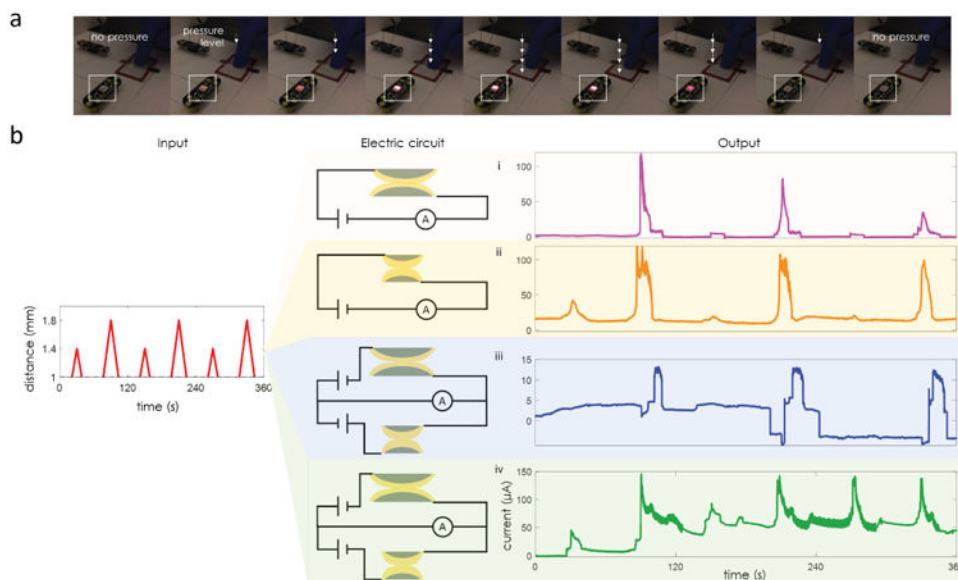 a
no pressure
pressure
level
no pressure
b
Input
Electric circuit
Output
i
A
100
50
0
ii
A
100
50
0
distance (mm)
1.8
1.4
1
0
120
240
360
time (s)
iii
A
15
10
5
0
-5
iv
A
current (µA)
150
100
50
0
0
120
240
360
time (s)